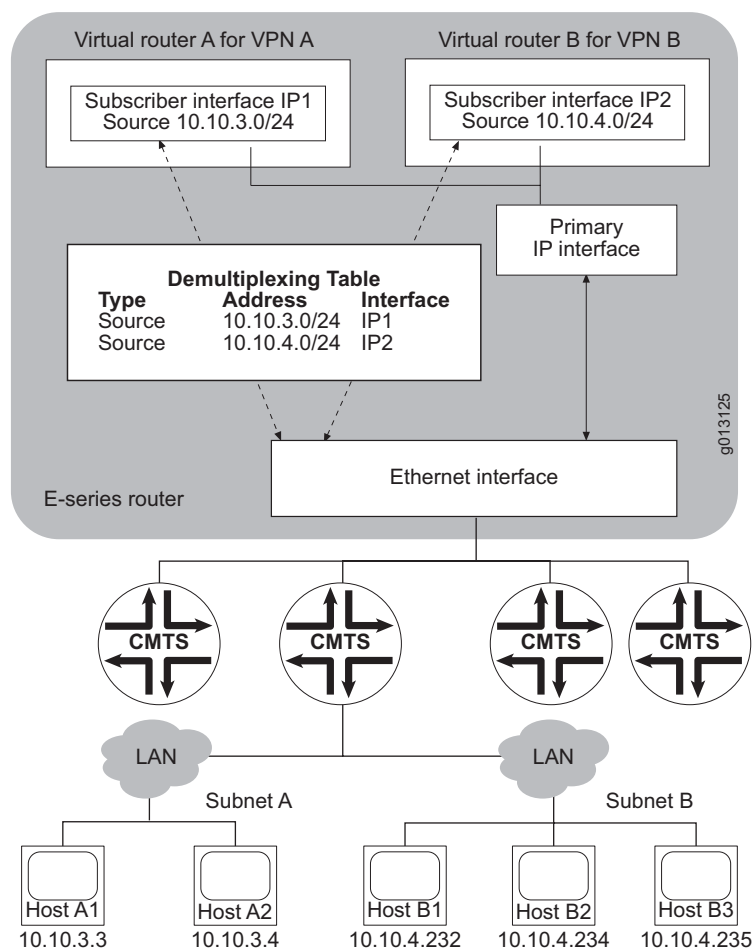 Virtual router A for VPN A
Virtual router B for VPN B
Subscriber interface IP1
Source 10.10.3.0/24
Subscriber interface IP2
Source 10.10.4.0/24
Primary
IP interface
Demultiplexing Table
Type Address Interface
Source 10.10.3.0/24 IP1
Source 10.10.4.0/24 IP2
g013125
Ethernet interface
E-series router
CMTS
CMTS
CMTS
CMTS
LAN
LAN
Subnet A
Subnet B
Host A1
Host A2
Host B1
Host B2
Host B3
10.10.3.3
10.10.3.4
10.10.4.232
10.10.4.234
10.10.4.235